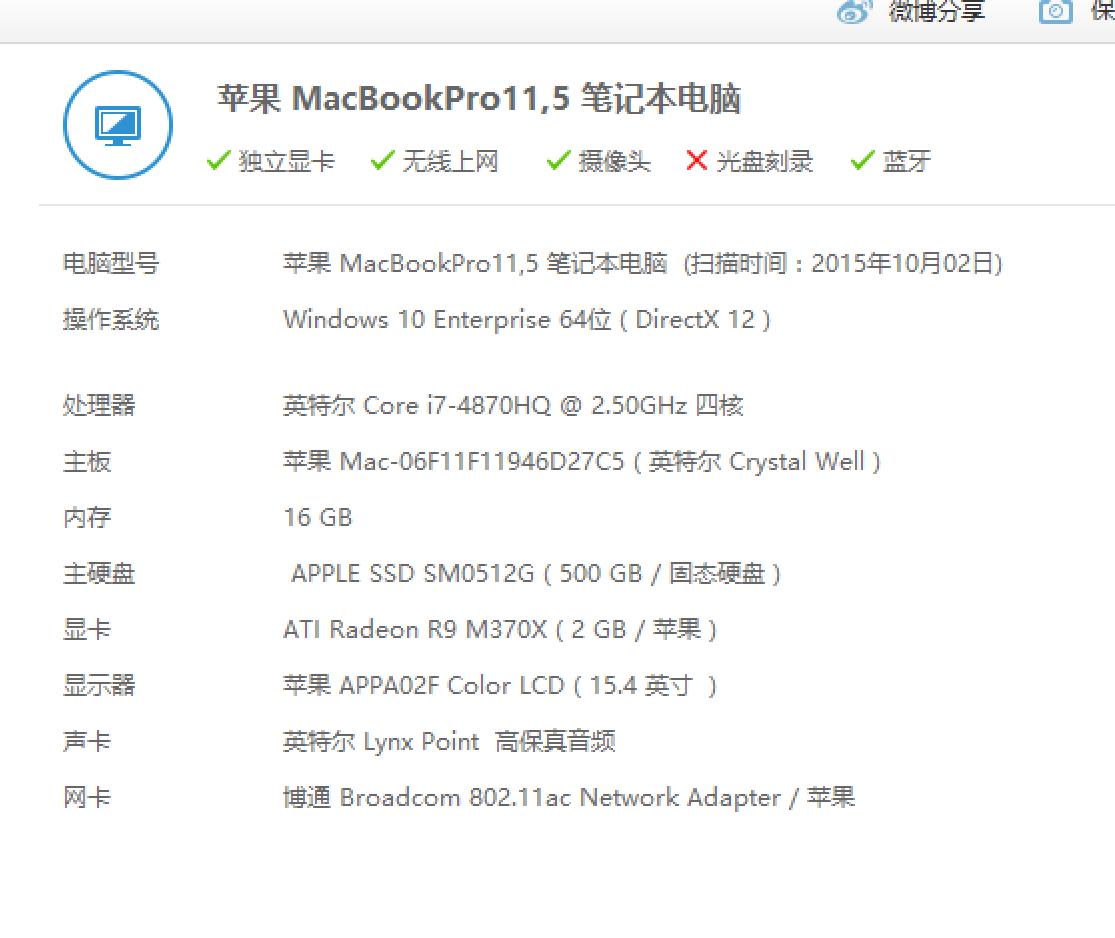 微博分享 保
苹果 MacBookPro11,5 笔记本电脑
独立显卡 无线上网 摄像头 光盘刻录 蓝牙
电脑型号 苹果 MacBookPro11,5 笔记本电脑 (扫描时间：2015年10月02日)
操作系统 Windows 10 Enterprise 64位 ( DirectX 12 )
处理器 英特尔 Core i7-4870HQ @ 2.50GHz 四核
主板 苹果 Mac-06F11F11946D27C5 ( 英特尔 Crystal Well )
内存 16 GB
主硬盘 APPLE SSD SM0512G ( 500 GB / 固态硬盘 )
显卡 ATI Radeon R9 M370X ( 2 GB / 苹果 )
显示器 苹果 APPA02F Color LCD ( 15.4 英寸 )
声卡 英特尔 Lynx Point 高保真音频
网卡 博通 Broadcom 802.11ac Network Adapter / 苹果